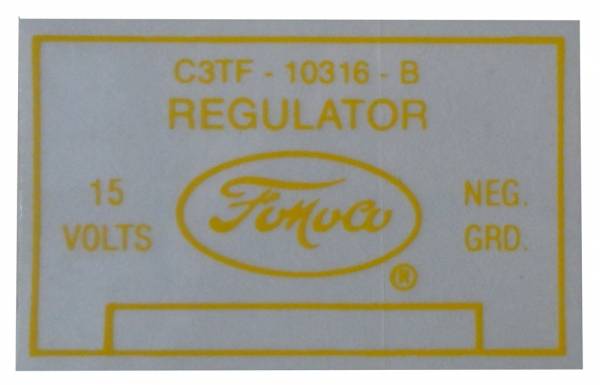 C3TF - 10316 - B
REGULATOR
15
VOLTS
FoMoCo
®
NEG.
GRD.